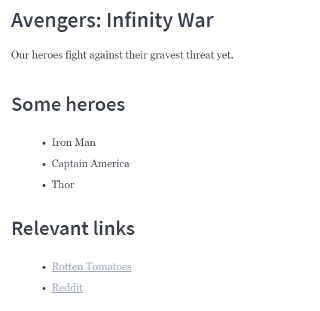 Avengers: Infinity War
Our heroes fight against their gravest threat yet.
Some heroes
• Iron Man
• Captain America
• Thor
Relevant links
• Rotten Tomatoes
• Reddit